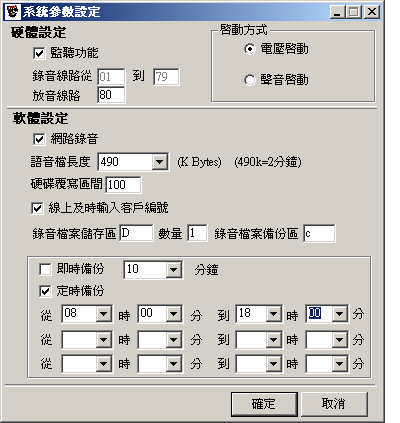 系統參數設定
硬體設定
監聽功能
錄音線路從 01 到 79
放音線路 80
啓動方式
電壓啓動
聲音啓動
軟體設定
網路錄音
語音檔長度 490 (K Bytes) (490k=2分鐘)
硬碟覆寫區間 100
線上及時輸入客戶編號
錄音檔案儲存區 D 數量 1 錄音檔案備份區 c
即時備份 10 分鐘
定時備份
從 08 時 00 分 到 18 時 00 分
從 時 分 到 時 分
從 時 分 到 時 分
確定 取消